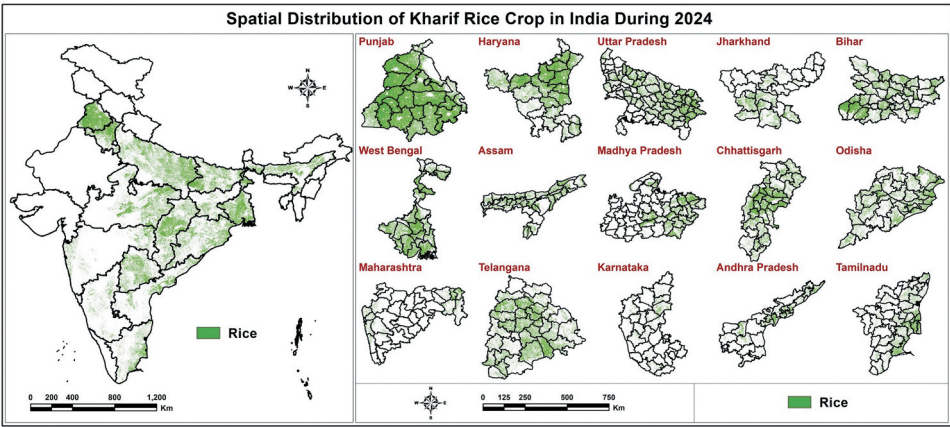 Spatial Distribution of Kharif Rice Crop in India During 2024
N
W E
S
Rice
0 200 400 800 1,200
Km
Punjab Haryana Uttar Pradesh Jharkhand Bihar
West Bengal Assam Madhya Pradesh Chhattisgarh Odisha
Maharashtra Telangana Karnataka Andhra Pradesh Tamilnadu
N
W E
S
0 125 250 500 750
Km
Rice